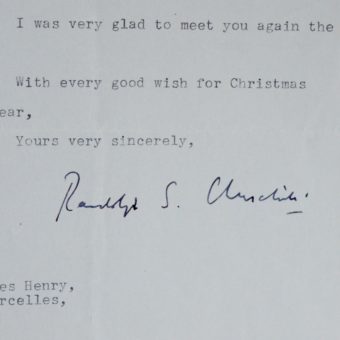 I was very glad to meet you again the
With every good wish for Christmas
ear,
Yours very sincerely,
Randolph S. Churchill.
es Henry,
rcelles,